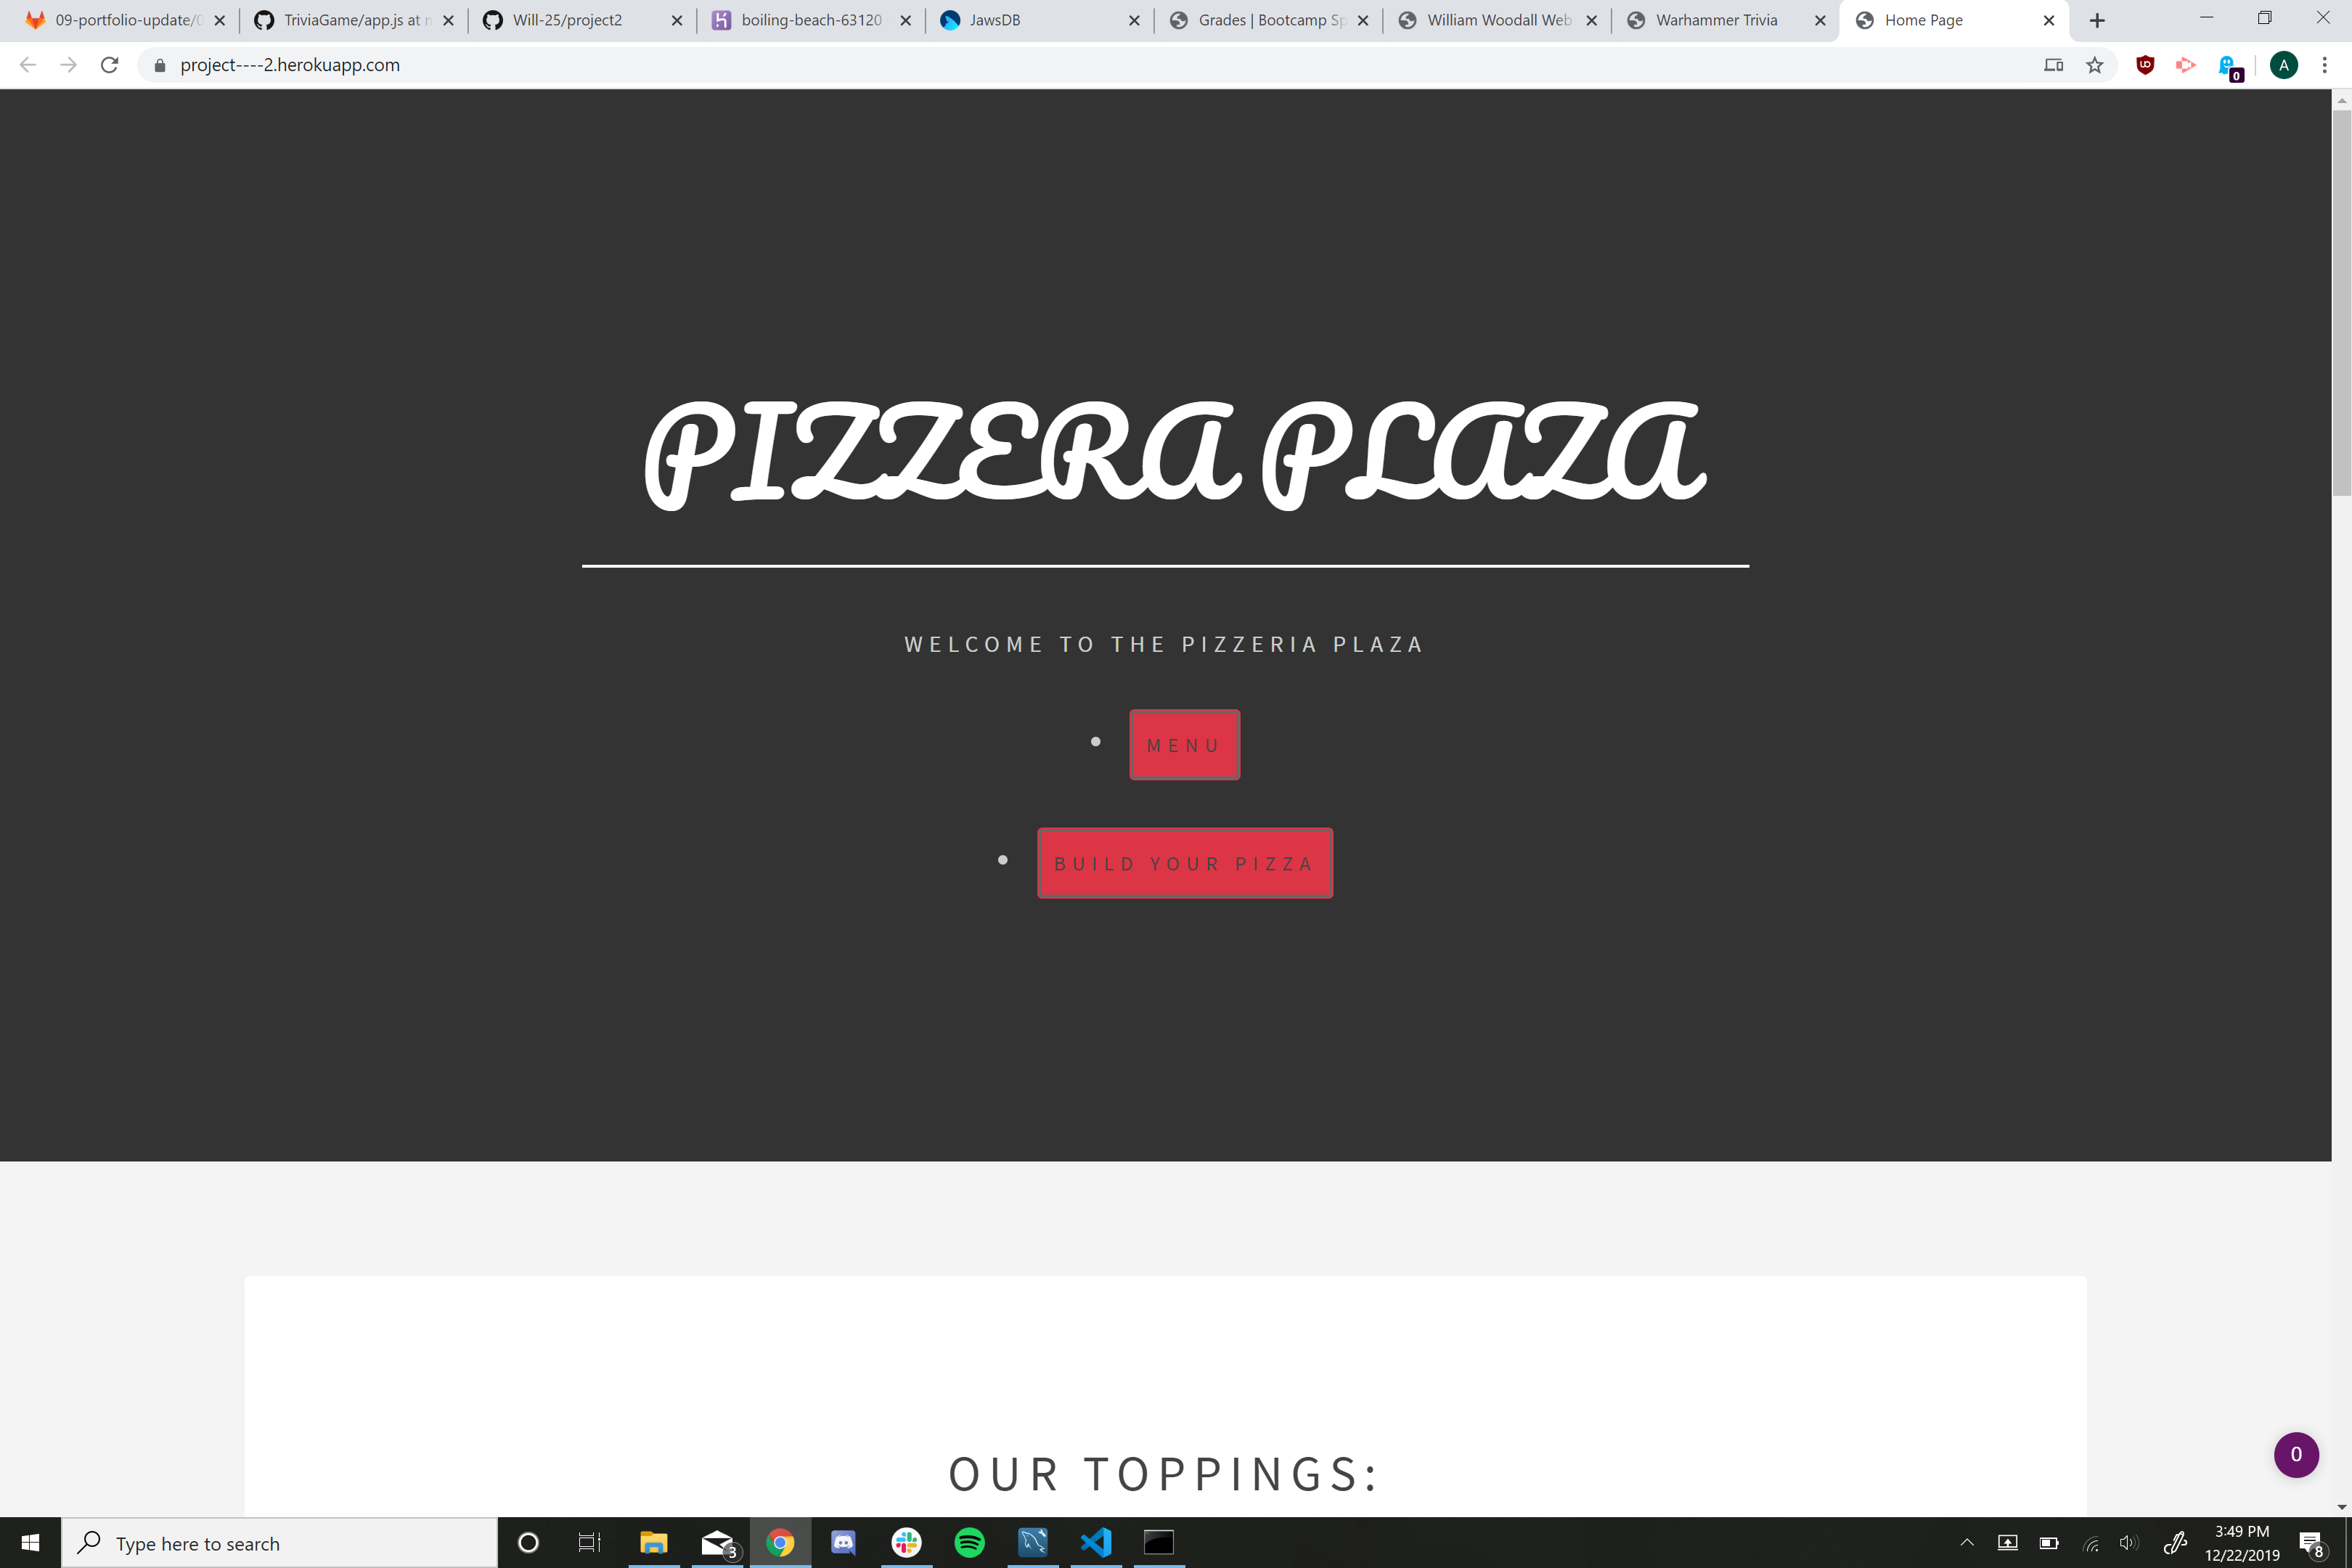 09-portfolio-update/0
TriviaGame/app.js at m
Will-25/project2
boiling-beach-63120
JawsDB
Grades | Bootcamp Sp
William Woodall Web
Warhammer Trivia
Home Page
project----2.herokuapp.com
0
A
PIZZERA PLAZA
WELCOME TO THE PIZZERIA PLAZA
MENU
BUILD YOUR PIZZA
OUR TOPPINGS:
0
Type here to search
3
3:49 PM
12/22/2019
8